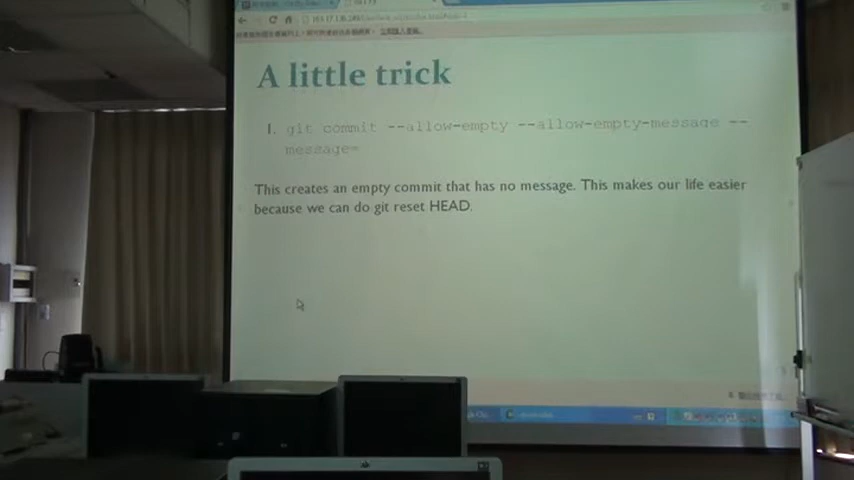 A little trick
1. git commit --allow-empty --allow-empty-message --
message=
This creates an empty commit that has no message. This makes our life easier
because we can do git reset HEAD.